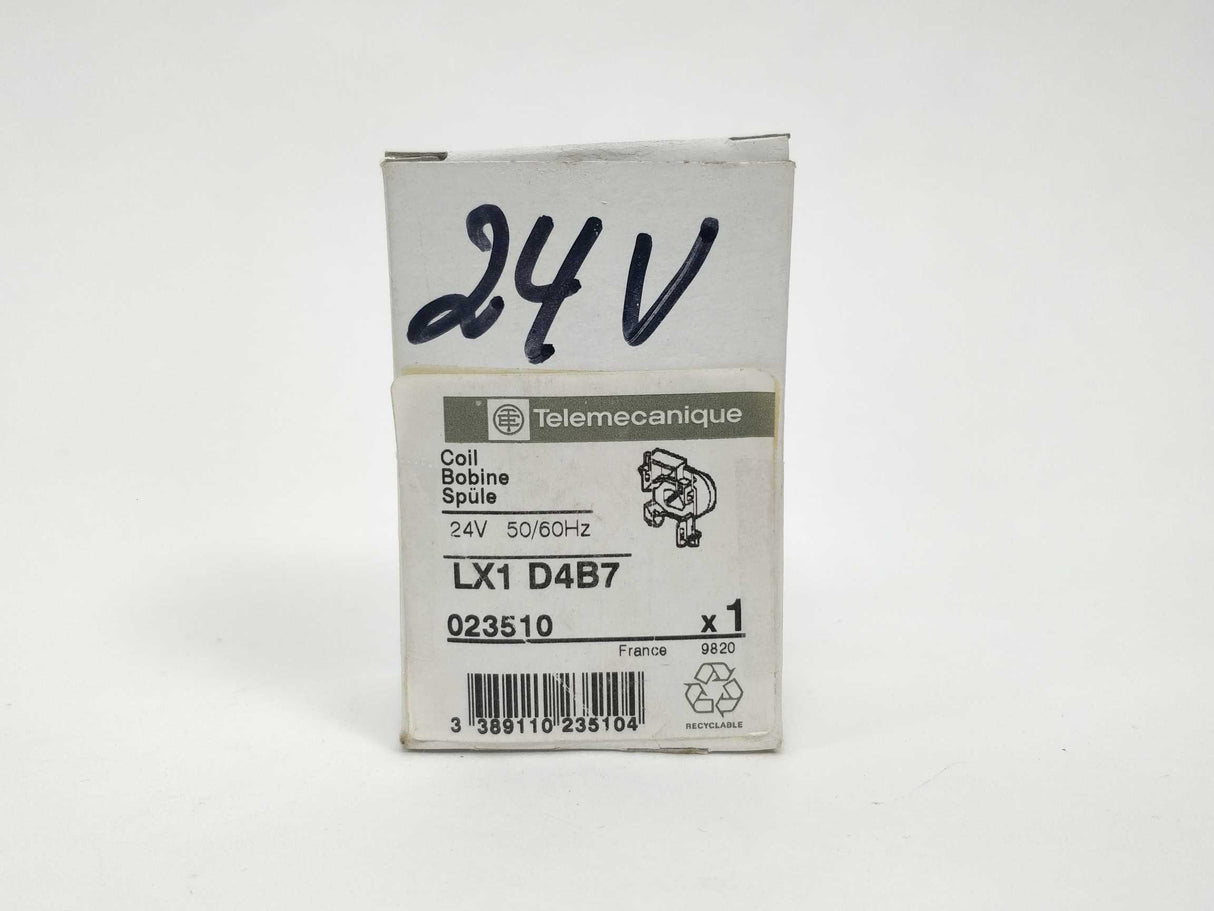 24V
Telemecanique
Coil
Bobine
Spüle
24V 50/60Hz
LX1 D4B7
023510 x 1
France 9820
3 389110 235104
RECYCLABLE